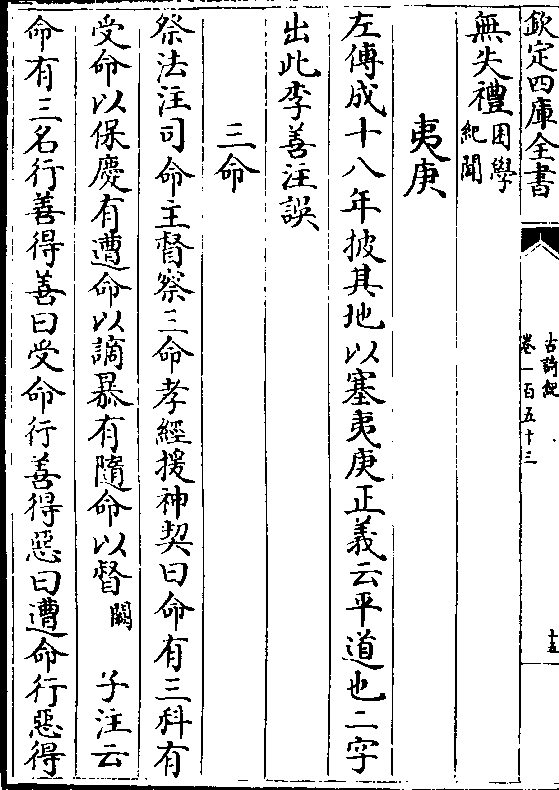 欽定四庫全書
古詩紀
卷一百五十三
十五
無失禮困學紀聞
夷庚
左傳成十八年披其地以塞夷庚正義云平道也二字
出此李善注誤
三命
祭法注司命主督察三命孝經援神契曰命有三科有
受命以保慶有遭命以謫暴有隨命以督闕 子注云
命有三名行善得善曰受命行善得惡曰遭命行惡得